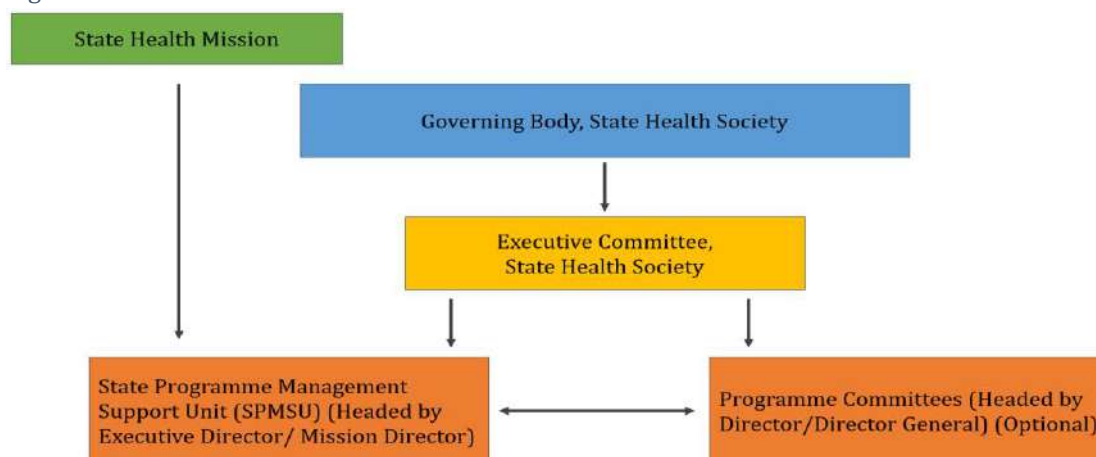 State Health Mission
Governing Body, State Health Society
Executive Committee,
State Health Society
State Programme Management
Support Unit (SPMSU) (Headed by
Executive Director/ Mission Director)
Programme Committees (Headed by
Director/Director General) (Optional)